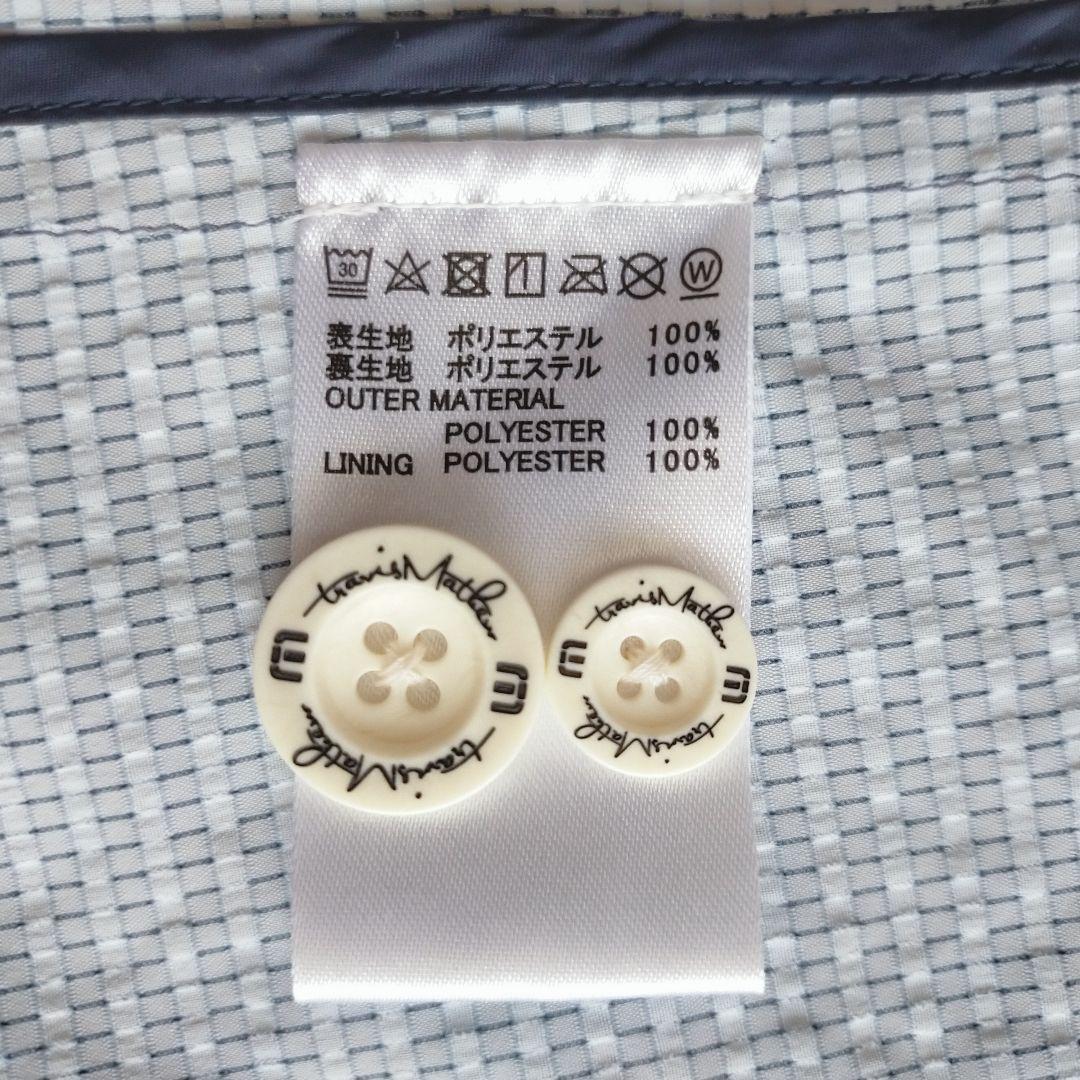 30
W
表生地 ポリエステル 100%
裏生地 ポリエステル 100%
OUTER MATERIAL
POLYESTER 100%
LINING POLYESTER 100%
travisMathew
travisMathew
travisMathew
travisMathew